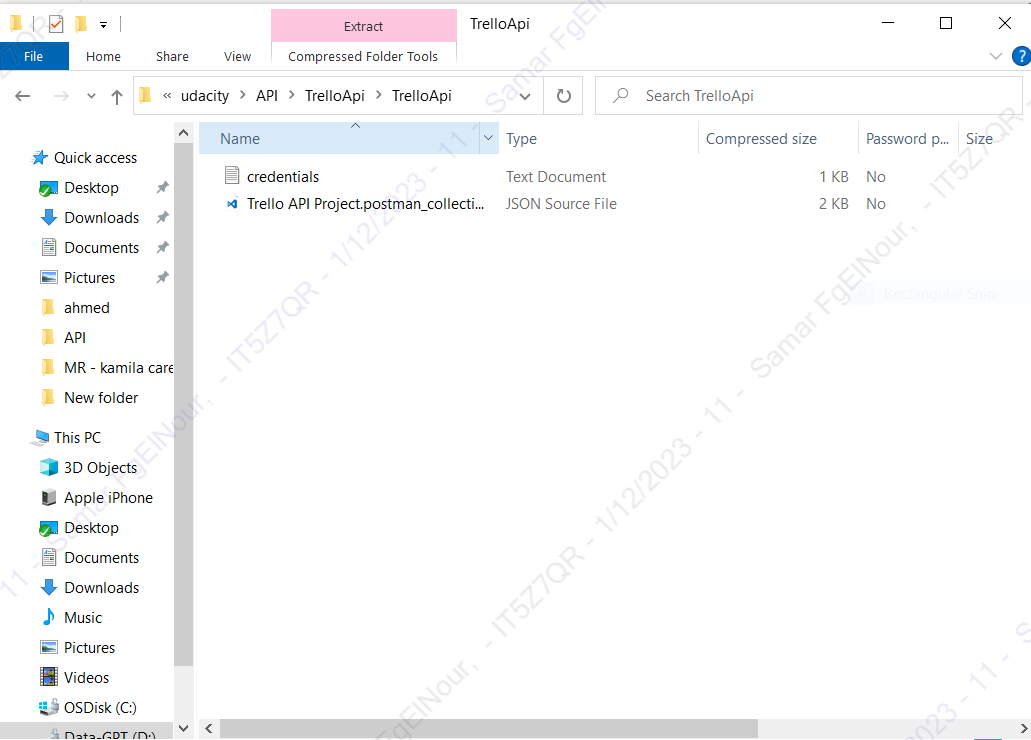 Extract
TrelloApi
File
Home
Share
View
Compressed Folder Tools
?
« udacity > API > TrelloApi > TrelloApi
Search TrelloApi
Name
Type
Compressed size
Password p...
Size
credentials
Text Document
1 KB
No
Trello API Project.postman_collecti...
JSON Source File
2 KB
No
Quick access
Desktop
Downloads
Documents
Pictures
ahmed
API
MR - kamila care
New folder
This PC
3D Objects
Apple iPhone
Desktop
Documents
Downloads
Music
Pictures
Videos
OSDisk (C:)
Data-GPT (D:)
Rectangular Snip
11 - Samar FgElNour, - IT5Z7QR - 1/12/2023 - 11 - Samar FgElNour,
FgElNour, - IT5Z7QR - 1/12/2023 - 11 - Samar FgElNour, - IT5Z7QR -
2023 - 11 - S